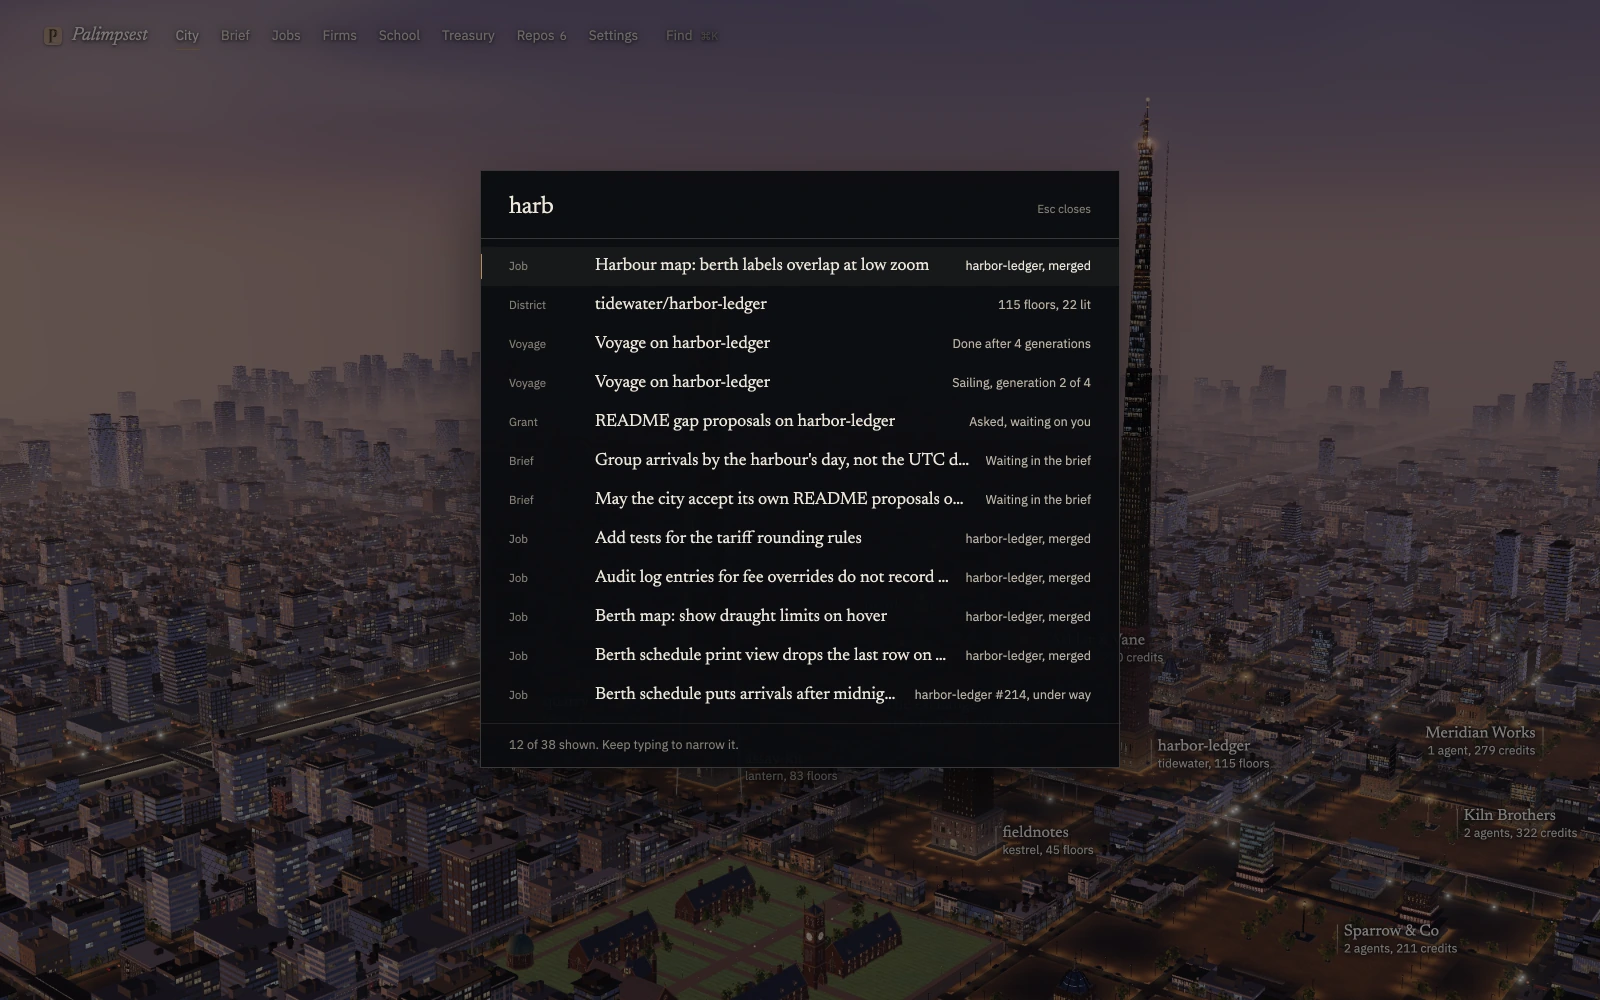 P Palimpsest City Brief Jobs Firms School Treasury Repos 6 Settings Find ⌘K
harb Esc closes
Job Harbour map: berth labels overlap at low zoom harbor-ledger, merged
District tidewater/harbor-ledger 115 floors, 22 lit
Voyage Voyage on harbor-ledger Done after 4 generations
Voyage Voyage on harbor-ledger Sailing, generation 2 of 4
Grant README gap proposals on harbor-ledger Asked, waiting on you
Brief Group arrivals by the harbour's day, not the UTC d... Waiting in the brief
Brief May the city accept its own README proposals o... Waiting in the brief
Job Add tests for the tariff rounding rules harbor-ledger, merged
Job Audit log entries for fee overrides do not record ... harbor-ledger, merged
Job Berth map: show draught limits on hover harbor-ledger, merged
Job Berth schedule print view drops the last row on ... harbor-ledger, merged
Job Berth schedule puts arrivals after midnig... harbor-ledger #214, under way
12 of 38 shown. Keep typing to narrow it.
credits
harbor-ledger
tidewater, 115 floors
Meridian Works
1 agent, 279 credits
lantern, 83 floors
Kiln Brothers
2 agents, 322 credits
fieldnotes
kestrel, 45 floors
Sparrow & Co
2 agents, 211 credits